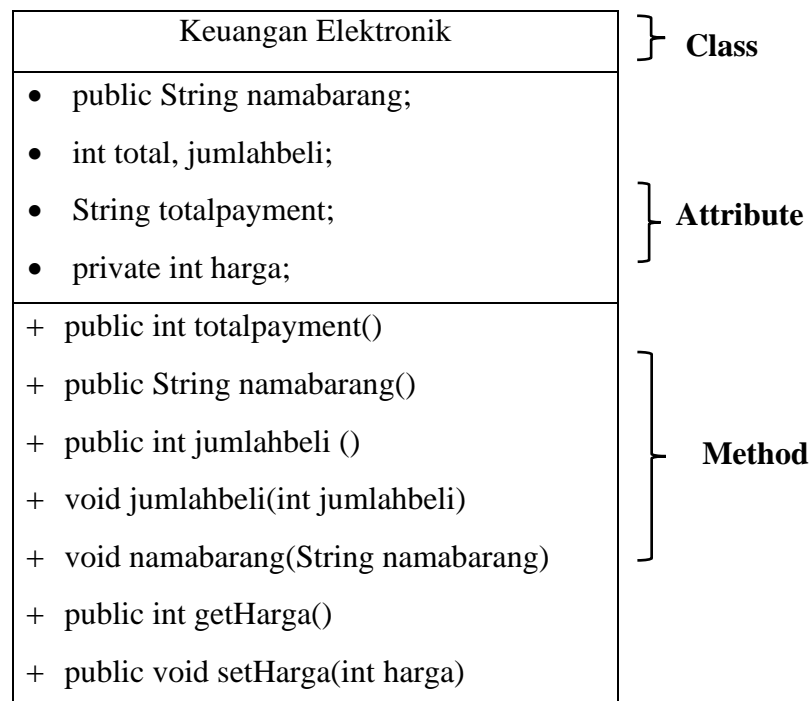 Keuangan Elektronik
Class
• public String namabarang;
• int total, jumlahbeli;
• String totalpayment;
• private int harga;
Attribute
+ public int totalpayment()
+ public String namabarang()
+ public int jumlahbeli ()
+ void jumlahbeli(int jumlahbeli)
+ void namabarang(String namabarang)
+ public int getHarga()
+ public void setHarga(int harga)
Method